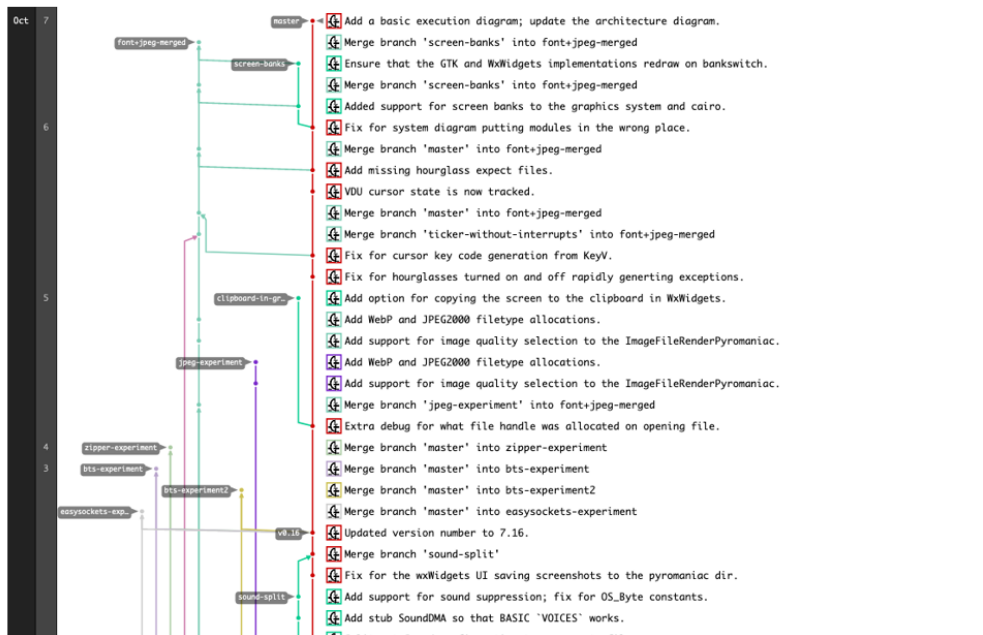 Oct 7 master Add a basic execution diagram; update the architecture diagram.
font+jpeg-merged Merge branch 'screen-banks' into font+jpeg-merged
screen-banks Ensure that the GTK and WxWidgets implementations redraw on bankswitch.
Merge branch 'screen-banks' into font+jpeg-merged
Added support for screen banks to the graphics system and cairo.
6 Fix for system diagram putting modules in the wrong place.
Merge branch 'master' into font+jpeg-merged
Add missing hourglass expect files.
VDU cursor state is now tracked.
Merge branch 'master' into font+jpeg-merged
Merge branch 'ticker-without-interrupts' into font+jpeg-merged
Fix for cursor key code generation from KeyV.
Fix for hourglasses turned on and off rapidly generting exceptions.
5 clipboard-in-gr… Add option for copying the screen to the clipboard in WxWidgets.
Add WebP and JPEG2000 filetype allocations.
Add support for image quality selection to the ImageFileRenderPyromaniac.
jpeg-experiment Add WebP and JPEG2000 filetype allocations.
Add support for image quality selection to the ImageFileRenderPyromaniac.
Merge branch 'jpeg-experiment' into font+jpeg-merged
Extra debug for what file handle was allocated on opening file.
4 zipper-experiment Merge branch 'master' into zipper-experiment
3 bts-experiment Merge branch 'master' into bts-experiment
bts-experiment2 Merge branch 'master' into bts-experiment2
easysockets-exp… Merge branch 'master' into easysockets-experiment
v0.16 Updated version number to 7.16.
Merge branch 'sound-split'
Fix for the wxWidgets UI saving screenshots to the pyromaniac dir.
sound-split Add support for sound suppression; fix for OS_Byte constants.
Add stub SoundDMA so that BASIC `VOICES` works.